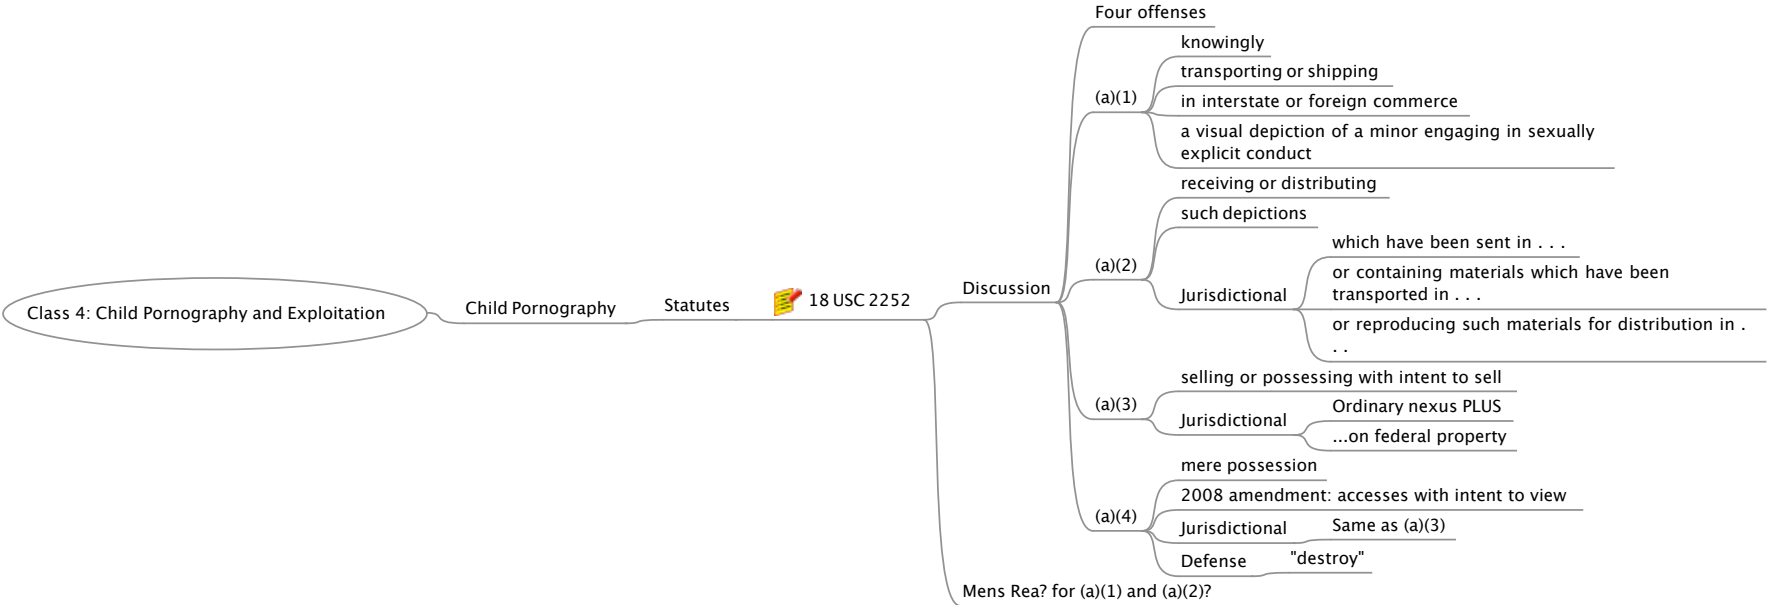 Class 4: Child Pornography and Exploitation
Child Pornography
Statutes
18 USC 2252
Discussion
Four offenses
(a)(1)
knowingly
transporting or shipping
in interstate or foreign commerce
a visual depiction of a minor engaging in sexually
explicit conduct
(a)(2)
receiving or distributing
such depictions
Jurisdictional
which have been sent in . . .
or containing materials which have been
transported in . . .
or reproducing such materials for distribution in .
. .
(a)(3)
selling or possessing with intent to sell
Jurisdictional
Ordinary nexus PLUS
...on federal property
(a)(4)
mere possession
2008 amendment: accesses with intent to view
Jurisdictional
Same as (a)(3)
Defense
"destroy"
Mens Rea? for (a)(1) and (a)(2)?